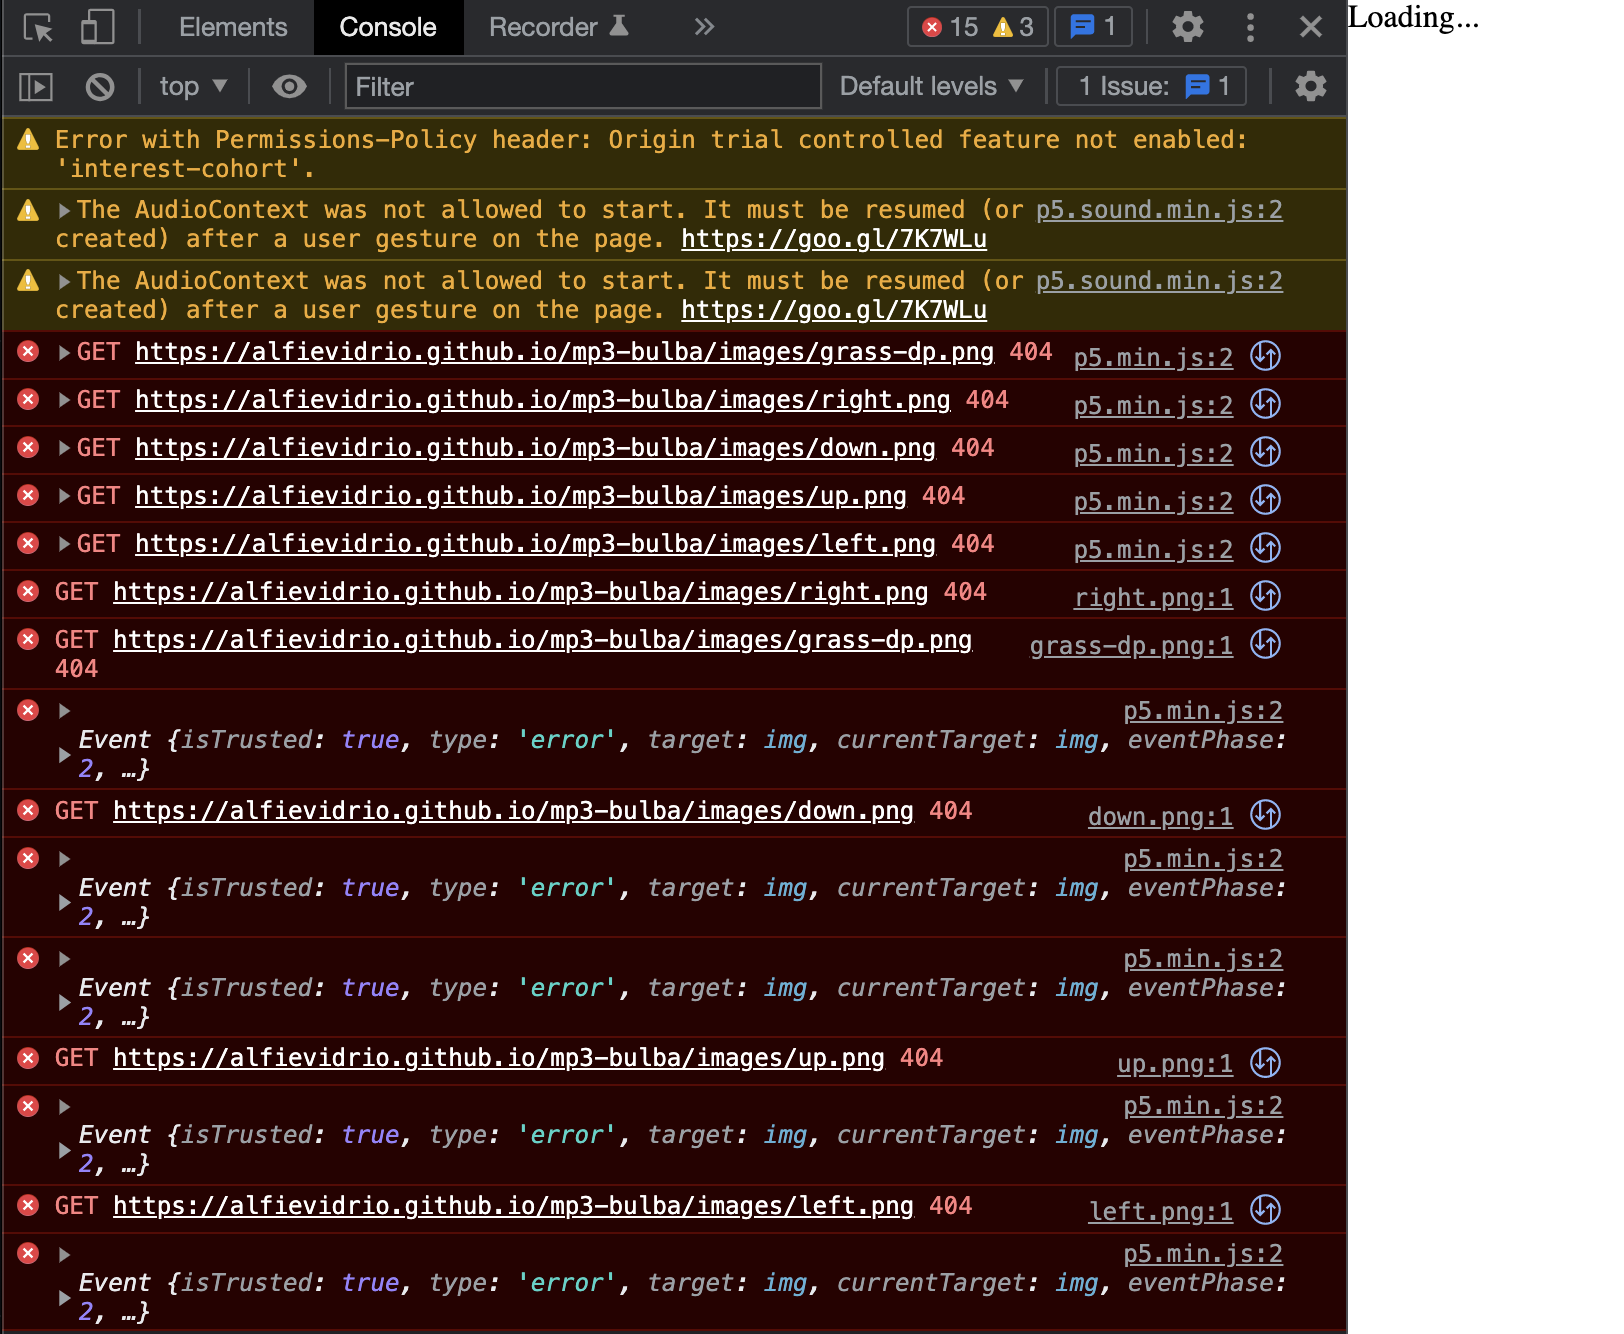 Elements Console Recorder 15 3 1 Loading...
top Filter Default levels 1 Issue: 1
Error with Permissions-Policy header: Origin trial controlled feature not enabled:
'interest-cohort'.
The AudioContext was not allowed to start. It must be resumed (or p5.sound.min.js:2
created) after a user gesture on the page. https://goo.gl/7K7WLu
The AudioContext was not allowed to start. It must be resumed (or p5.sound.min.js:2
created) after a user gesture on the page. https://goo.gl/7K7WLu
GET https://alfievidrio.github.io/mp3-bulba/images/grass-dp.png 404 p5.min.js:2
GET https://alfievidrio.github.io/mp3-bulba/images/right.png 404 p5.min.js:2
GET https://alfievidrio.github.io/mp3-bulba/images/down.png 404 p5.min.js:2
GET https://alfievidrio.github.io/mp3-bulba/images/up.png 404 p5.min.js:2
GET https://alfievidrio.github.io/mp3-bulba/images/left.png 404 p5.min.js:2
GET https://alfievidrio.github.io/mp3-bulba/images/right.png 404 right.png:1
GET https://alfievidrio.github.io/mp3-bulba/images/grass-dp.png grass-dp.png:1
404
p5.min.js:2
Event {isTrusted: true, type: 'error', target: img, currentTarget: img, eventPhase:
2, …}
GET https://alfievidrio.github.io/mp3-bulba/images/down.png 404 down.png:1
p5.min.js:2
Event {isTrusted: true, type: 'error', target: img, currentTarget: img, eventPhase:
2, …}
p5.min.js:2
Event {isTrusted: true, type: 'error', target: img, currentTarget: img, eventPhase:
2, …}
GET https://alfievidrio.github.io/mp3-bulba/images/up.png 404 up.png:1
p5.min.js:2
Event {isTrusted: true, type: 'error', target: img, currentTarget: img, eventPhase:
2, …}
GET https://alfievidrio.github.io/mp3-bulba/images/left.png 404 left.png:1
p5.min.js:2
Event {isTrusted: true, type: 'error', target: img, currentTarget: img, eventPhase:
2, …}